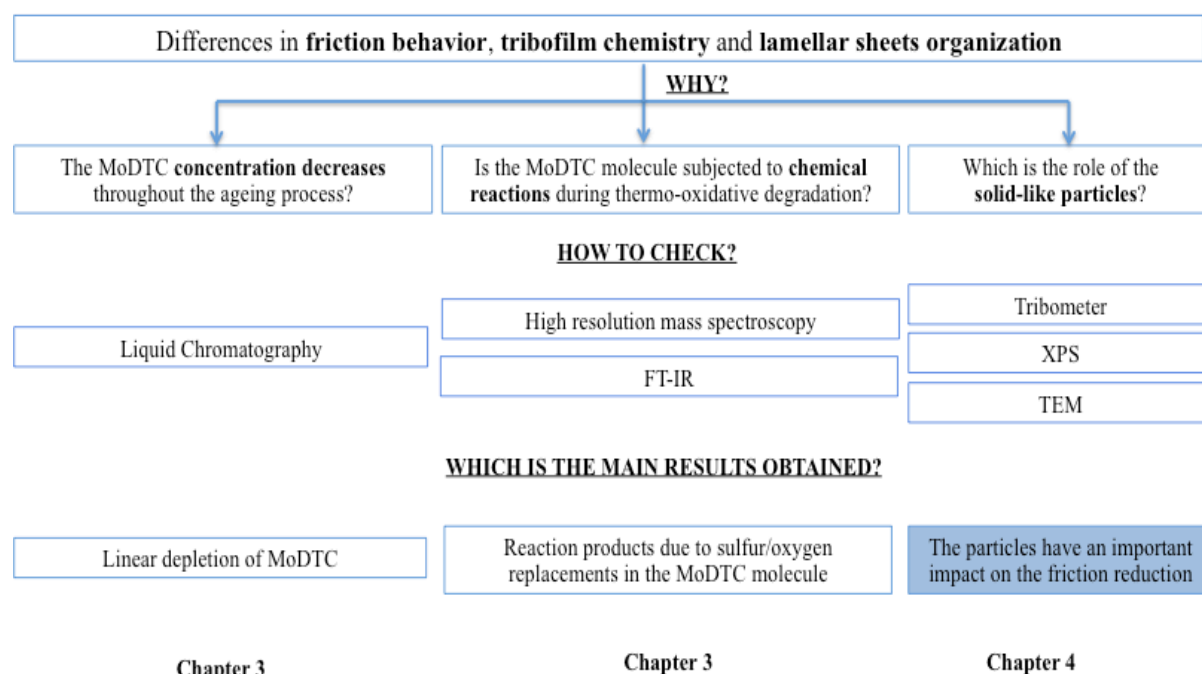 Differences in friction behavior, tribofilm chemistry and lamellar sheets organization
WHY?
The MoDTC concentration decreases
throughout the ageing process?
Is the MoDTC molecule subjected to chemical
reactions during thermo-oxidative degradation?
Which is the role of the
solid-like particles?
HOW TO CHECK?
Liquid Chromatography
High resolution mass spectroscopy
FT-IR
Tribometer
XPS
TEM
WHICH IS THE MAIN RESULTS OBTAINED?
Linear depletion of MoDTC
Reaction products due to sulfur/oxygen
replacements in the MoDTC molecule
The particles have an important
impact on the friction reduction
Chapter 3
Chapter 3
Chapter 4